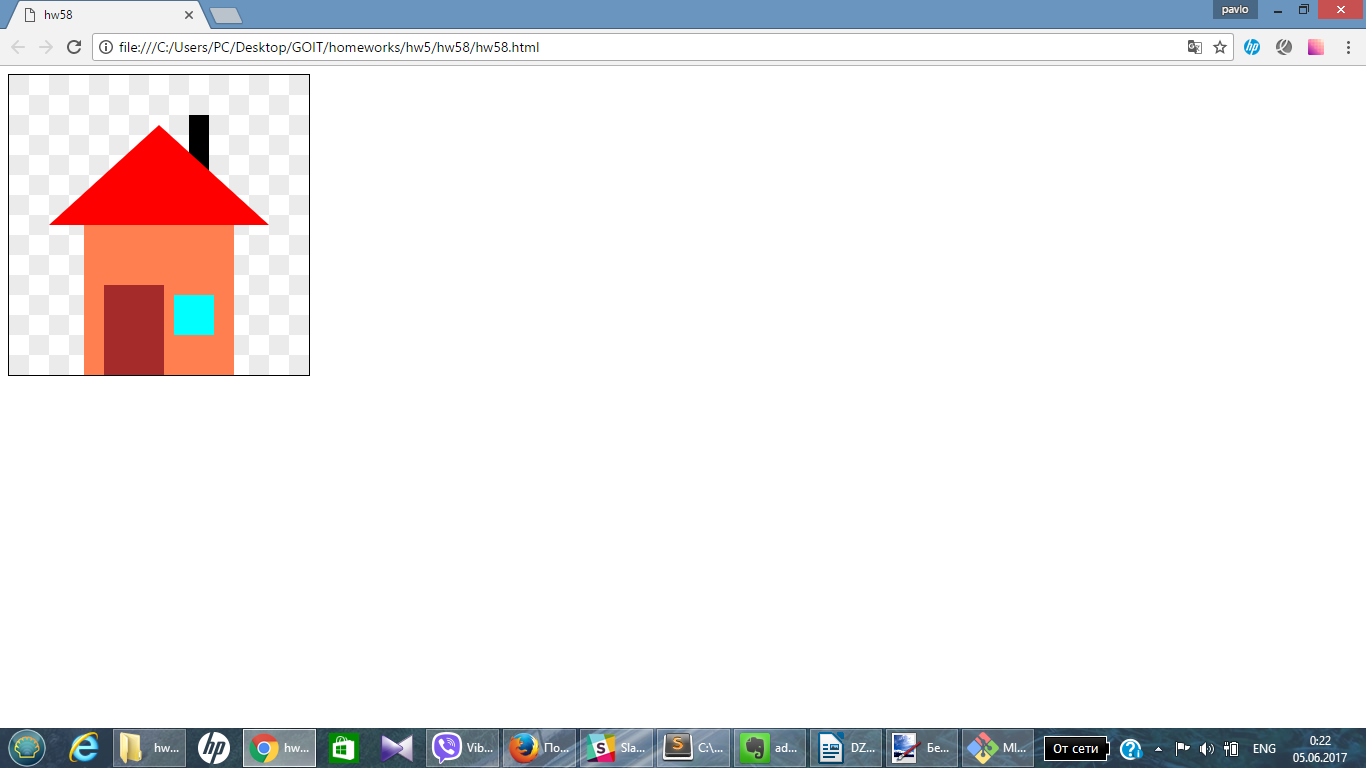 hw58
pavlo
file:///C:/Users/PC/Desktop/GOIT/homeworks/hw5/hw58/hw58.html
hw...
hw...
Vib...
По...
Sla...
C:\...
ad...
DZ...
Бе...
От сети
ENG
0:22
05.06.2017